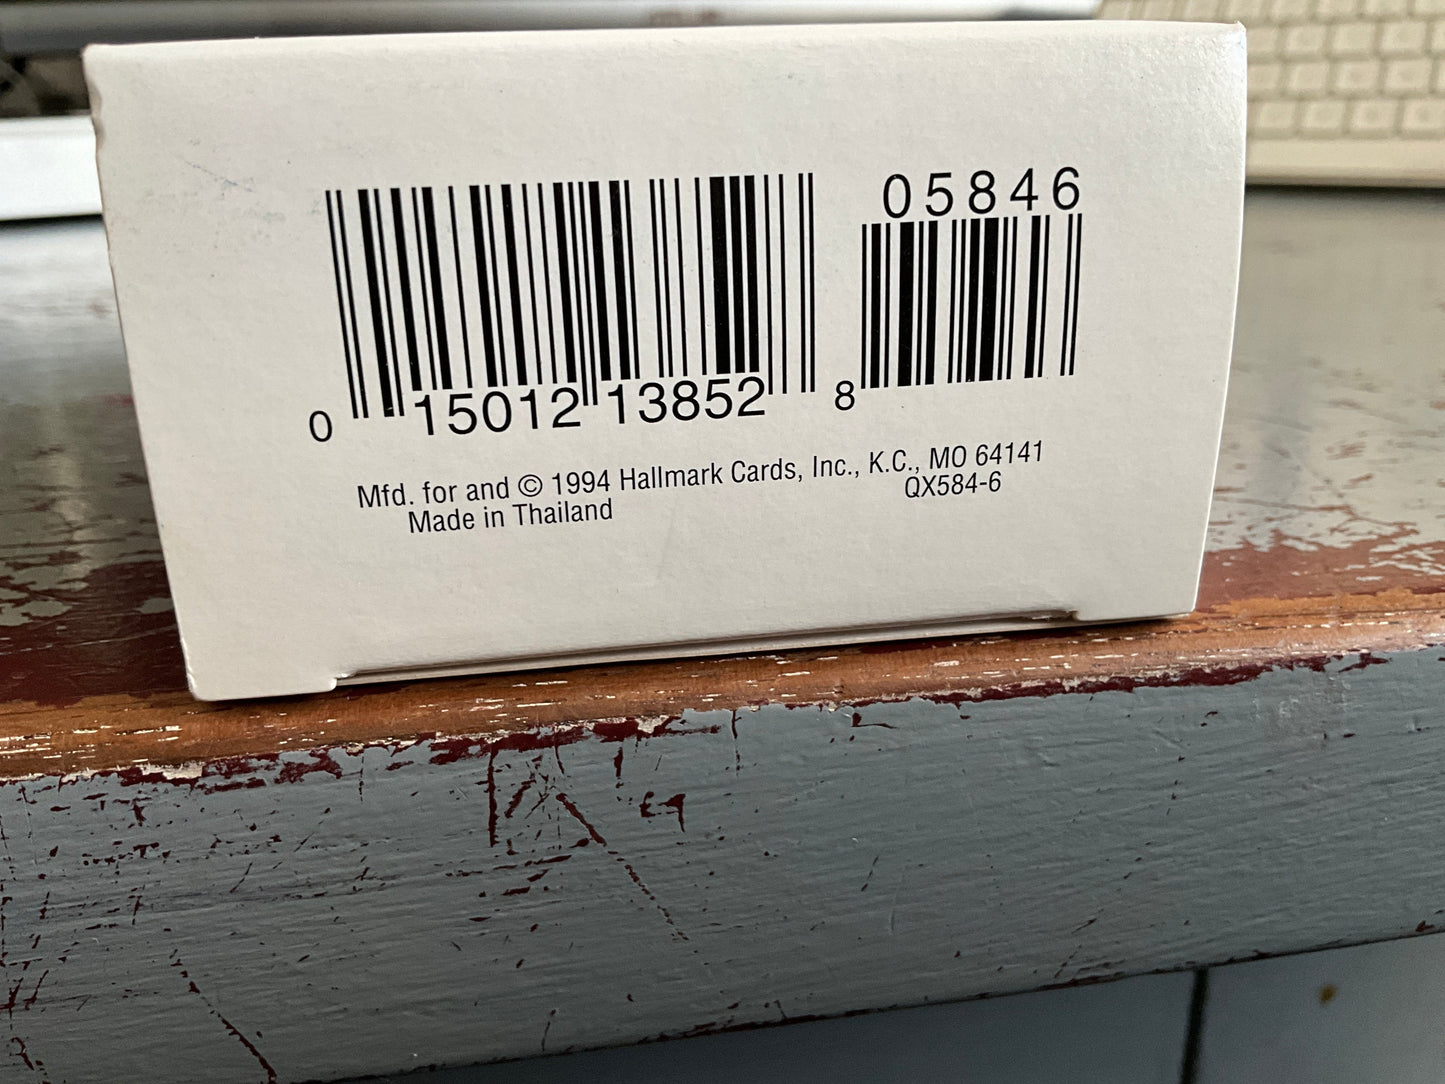 05846
0 15012 13852 8
Mfd. for and © 1994 Hallmark Cards, Inc., K.C., MO 64141
Made in Thailand QX584-6